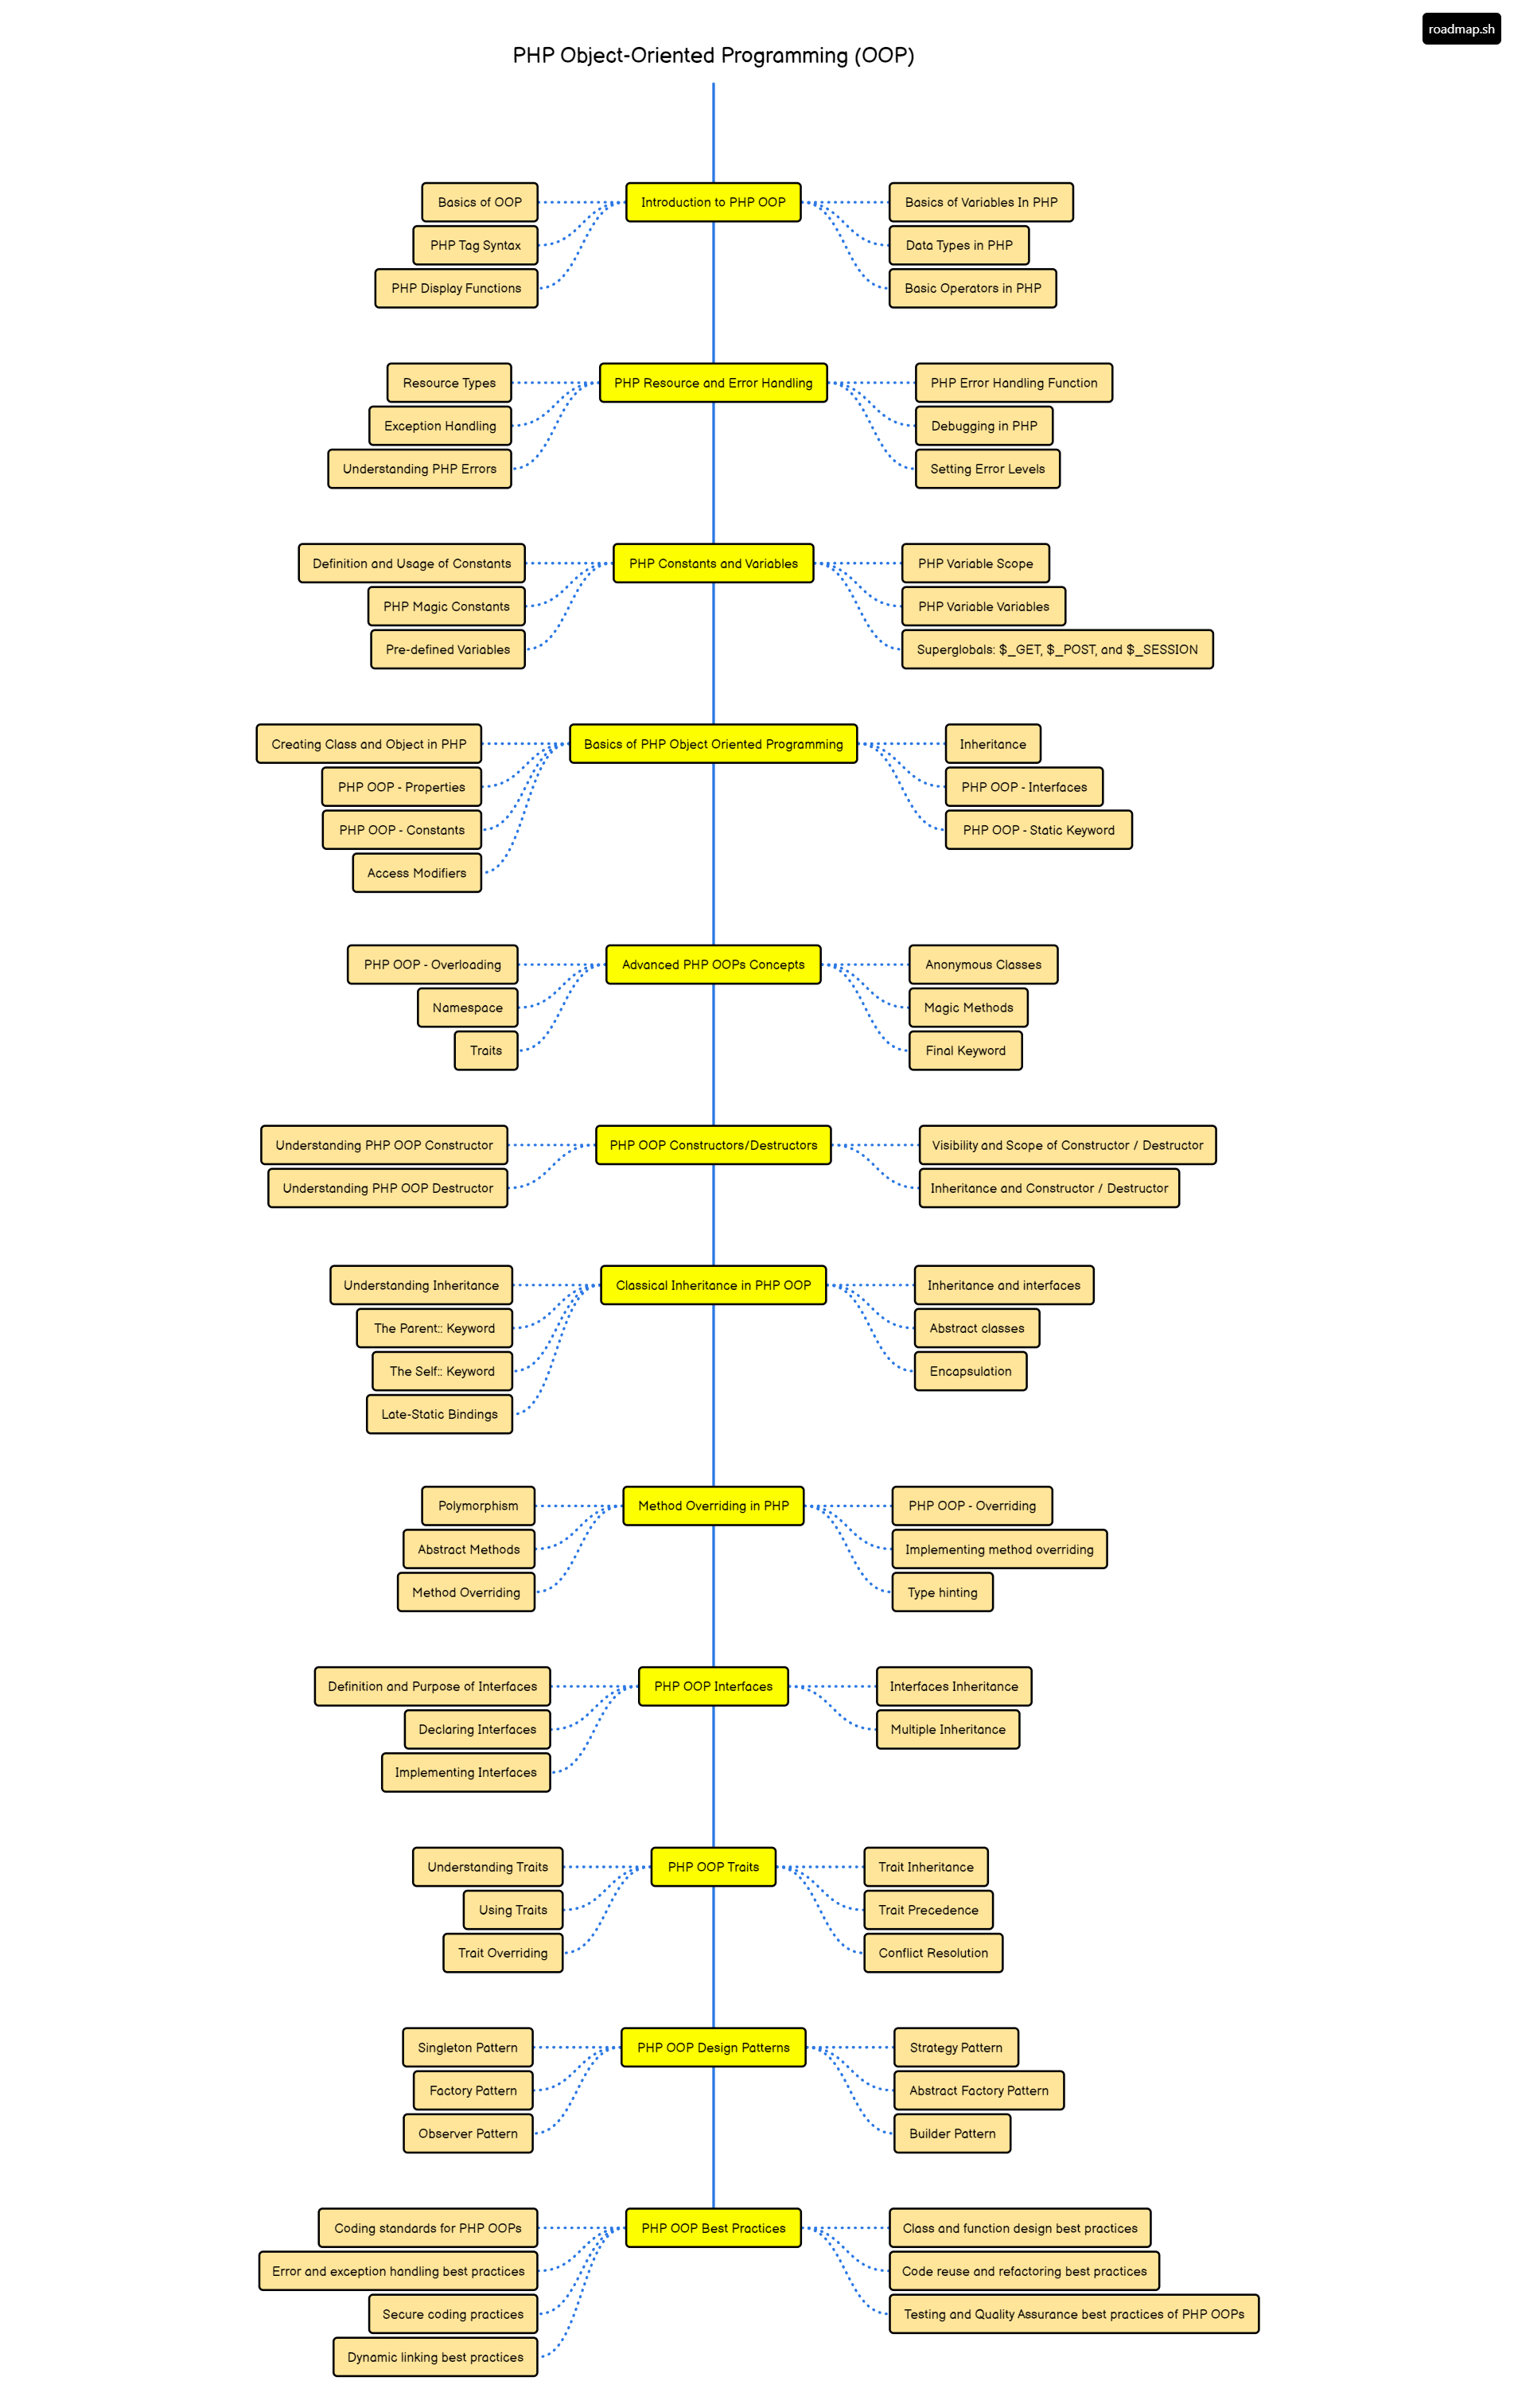 roadmap.sh
PHP Object-Oriented Programming (OOP)
Basics of OOP
Introduction to PHP OOP
Basics of Variables In PHP
PHP Tag Syntax
Data Types in PHP
PHP Display Functions
Basic Operators in PHP
Resource Types
PHP Resource and Error Handling
PHP Error Handling Function
Exception Handling
Debugging in PHP
Understanding PHP Errors
Setting Error Levels
Definition and Usage of Constants
PHP Constants and Variables
PHP Variable Scope
PHP Magic Constants
PHP Variable Variables
Pre-defined Variables
Superglobals: $_GET, $_POST, and $_SESSION
Creating Class and Object in PHP
Basics of PHP Object Oriented Programming
Inheritance
PHP OOP - Properties
PHP OOP - Interfaces
PHP OOP - Constants
PHP OOP - Static Keyword
Access Modifiers
PHP OOP - Overloading
Advanced PHP OOPs Concepts
Anonymous Classes
Namespace
Magic Methods
Traits
Final Keyword
Understanding PHP OOP Constructor
PHP OOP Constructors/Destructors
Visibility and Scope of Constructor / Destructor
Understanding PHP OOP Destructor
Inheritance and Constructor / Destructor
Understanding Inheritance
Classical Inheritance in PHP OOP
Inheritance and interfaces
The Parent:: Keyword
Abstract classes
The Self:: Keyword
Encapsulation
Late-Static Bindings
Polymorphism
Method Overriding in PHP
PHP OOP - Overriding
Abstract Methods
Implementing method overriding
Method Overriding
Type hinting
Definition and Purpose of Interfaces
PHP OOP Interfaces
Interfaces Inheritance
Declaring Interfaces
Multiple Inheritance
Implementing Interfaces
Understanding Traits
PHP OOP Traits
Trait Inheritance
Using Traits
Trait Precedence
Trait Overriding
Conflict Resolution
Singleton Pattern
PHP OOP Design Patterns
Strategy Pattern
Factory Pattern
Abstract Factory Pattern
Observer Pattern
Builder Pattern
Coding standards for PHP OOPs
PHP OOP Best Practices
Class and function design best practices
Error and exception handling best practices
Code reuse and refactoring best practices
Secure coding practices
Testing and Quality Assurance best practices of PHP OOPs
Dynamic linking best practices